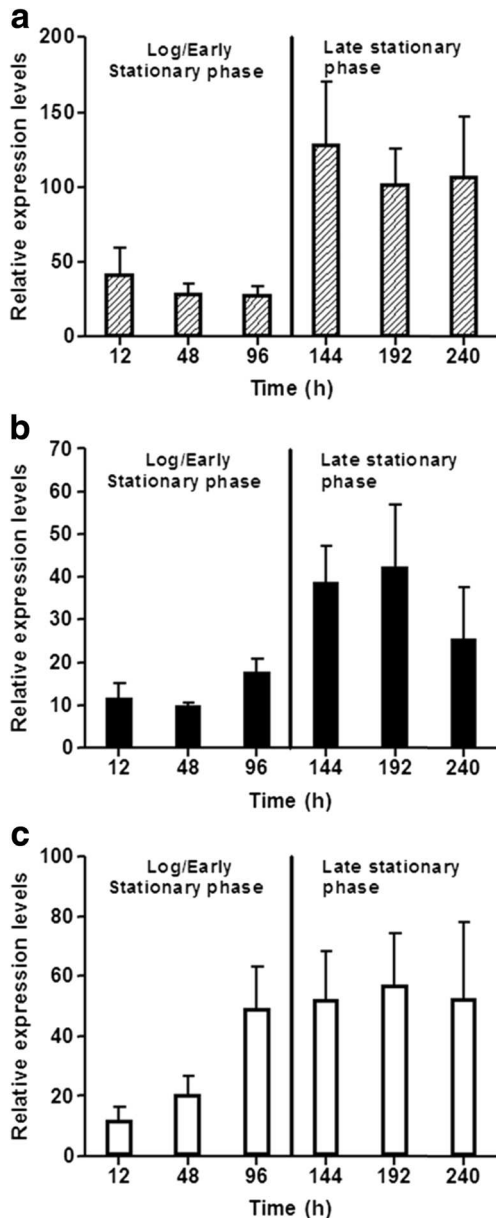 a
Relative expression levels
200
150
100
50
0
Log/Early
Stationary phase
Late stationary
phase
12 48 96 144 192 240
Time (h)
b
Relative expression levels
70
60
50
40
30
20
10
0
Log/Early
Stationary phase
Late stationary
phase
12 48 96 144 192 240
Time (h)
c
Relative expression levels
100
80
60
40
20
0
Log/Early
Stationary phase
Late stationary
phase
12 48 96 144 192 240
Time (h)